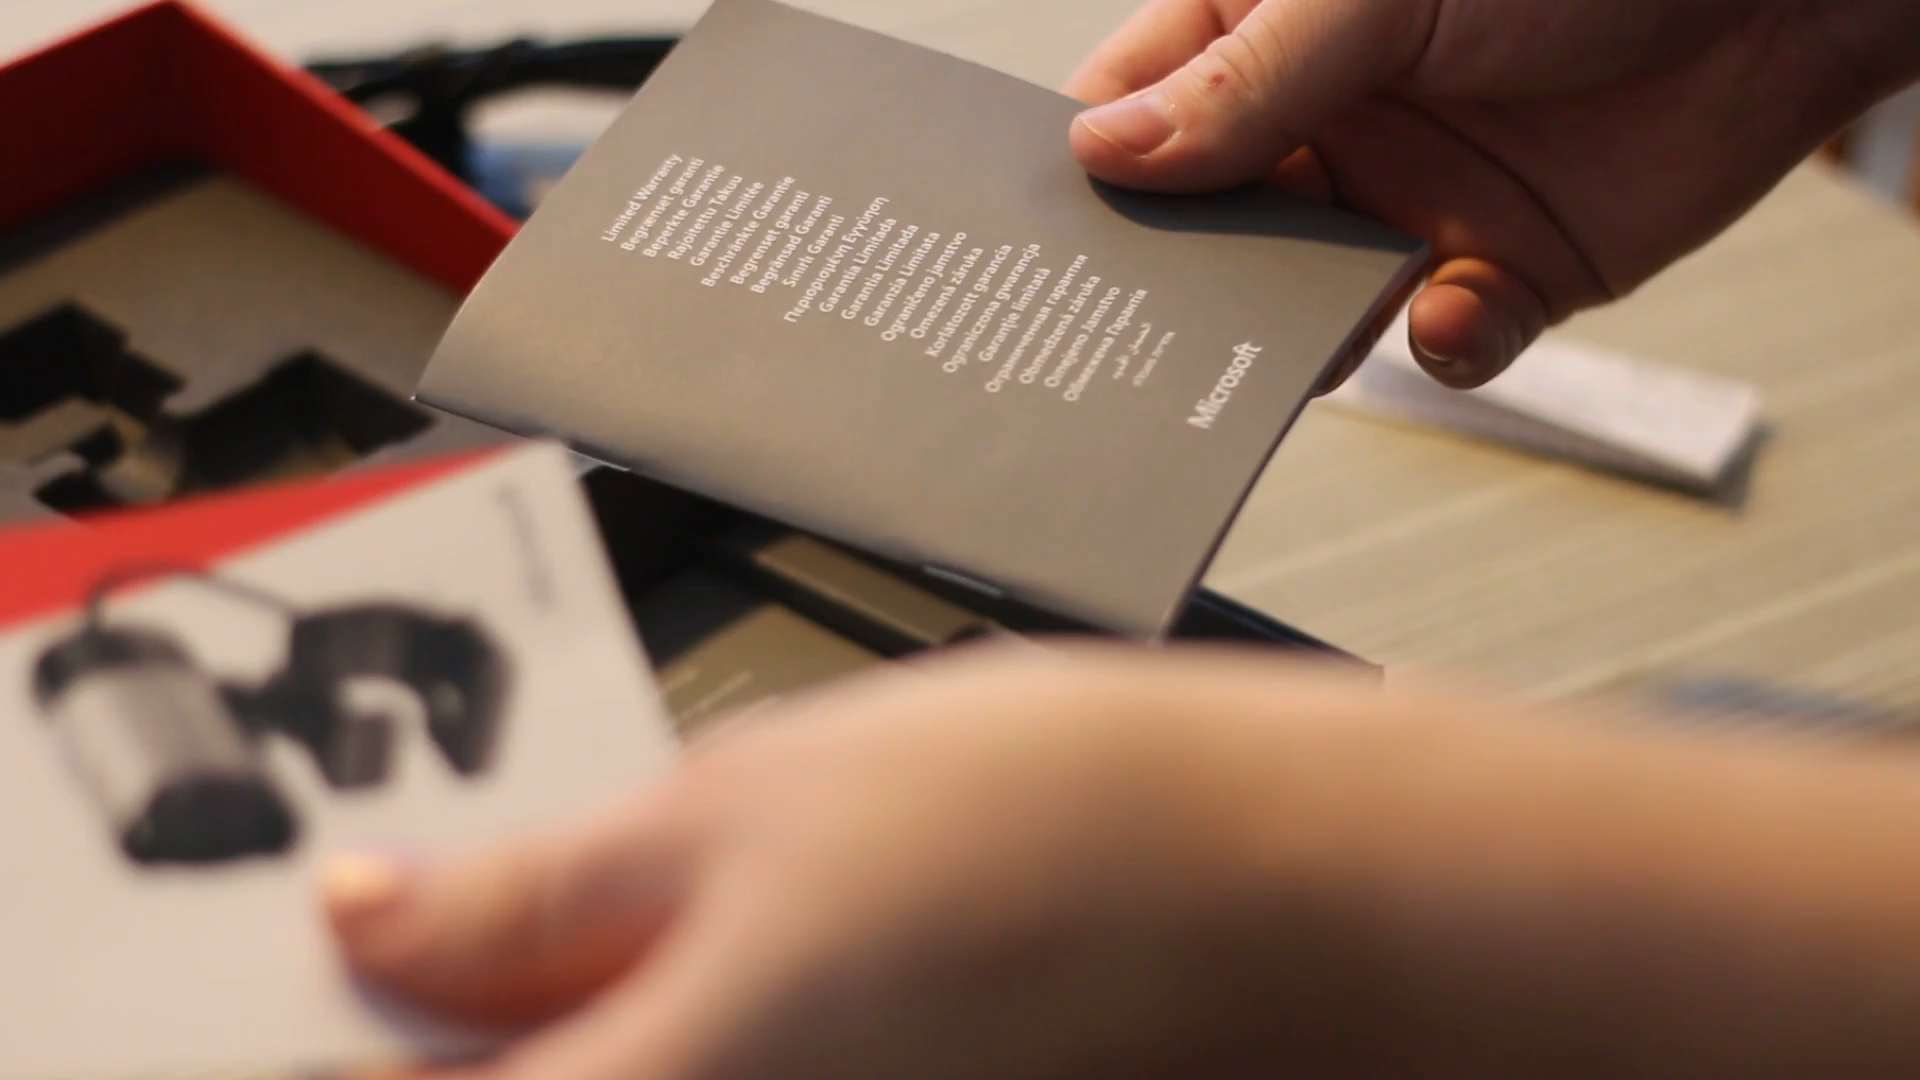 Limited Warranty
Begrænset garanti
Beperkte Garantie
Rajoitettu Takuu
Garantie Limitée
Beschränkte Garantie
Begrenset garanti
Begränsad Garanti
Sınırlı Garanti
Περιορισμένη Εγγύηση
Garantia Limitada
Garantía Limitada
Garanzia Limitata
Ograničeno jamstvo
Omezená záruka
Korlátozott garancia
Ograniczona gwarancja
Garanţie limitată
Ограниченная гарантия
Obmedzená záruka
Omejeno Jamstvo
Обмежена Гарантія
Microsoft